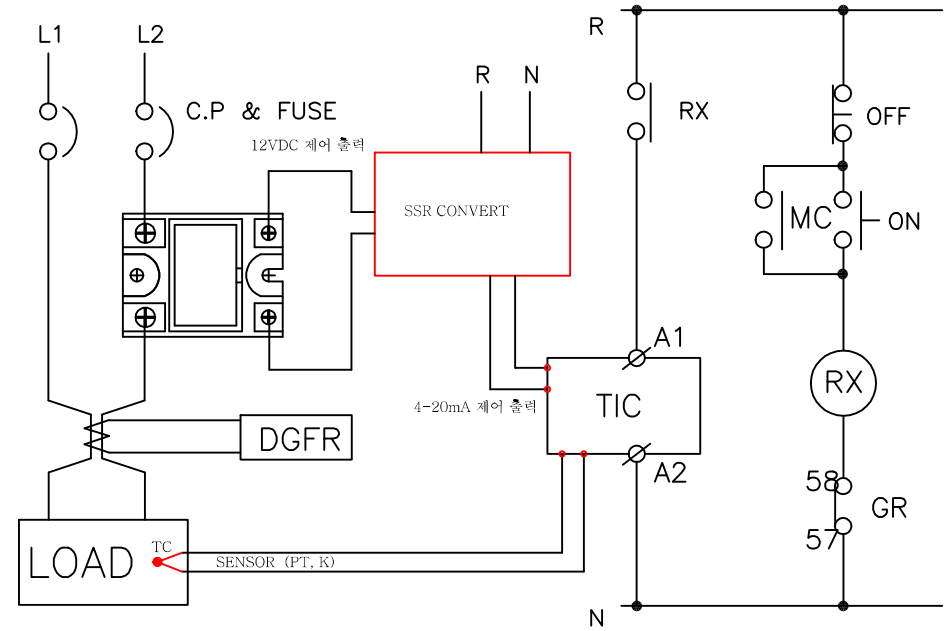 R
L1
L2
C.P & FUSE
R
N
RX
OFF
12VDC 제어 출력
SSR CONVERT
MC
ON
A1
RX
TIC
4-20mA 제어 출력
DGFR
A2
58
GR
57
LOAD
TC
SENSOR (PT, K)
N